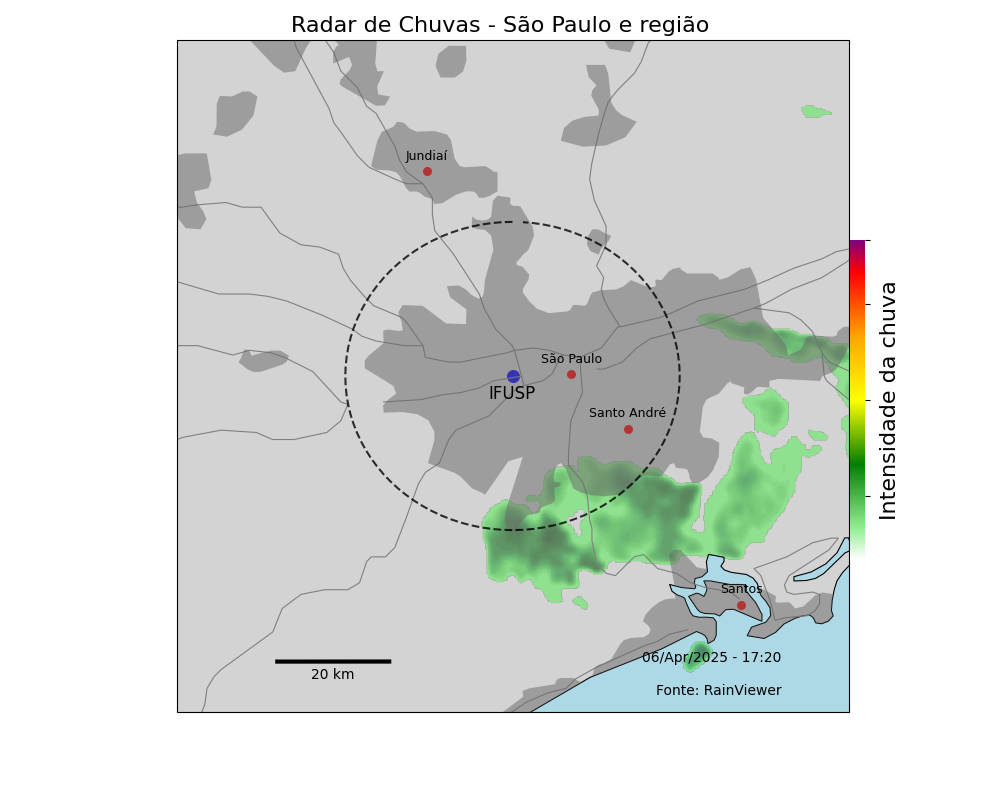 Radar de Chuvas - São Paulo e região
Jundiaí
São Paulo
IFUSP
Santo André
Intensidade da chuva
Santos
06/Apr/2025 - 17:20
20 km
Fonte: RainViewer